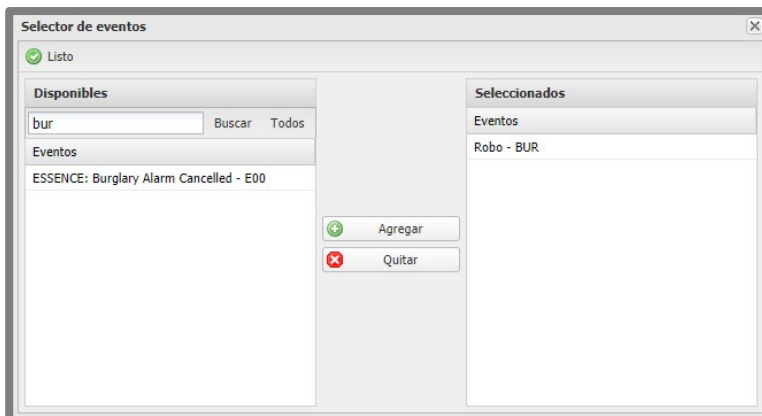 Selector de eventos
Listo
Disponibles
bur Buscar Todos
Eventos
ESSENCE: Burglary Alarm Cancelled - E00
Agregar
Quitar
Seleccionados
Eventos
Robo - BUR